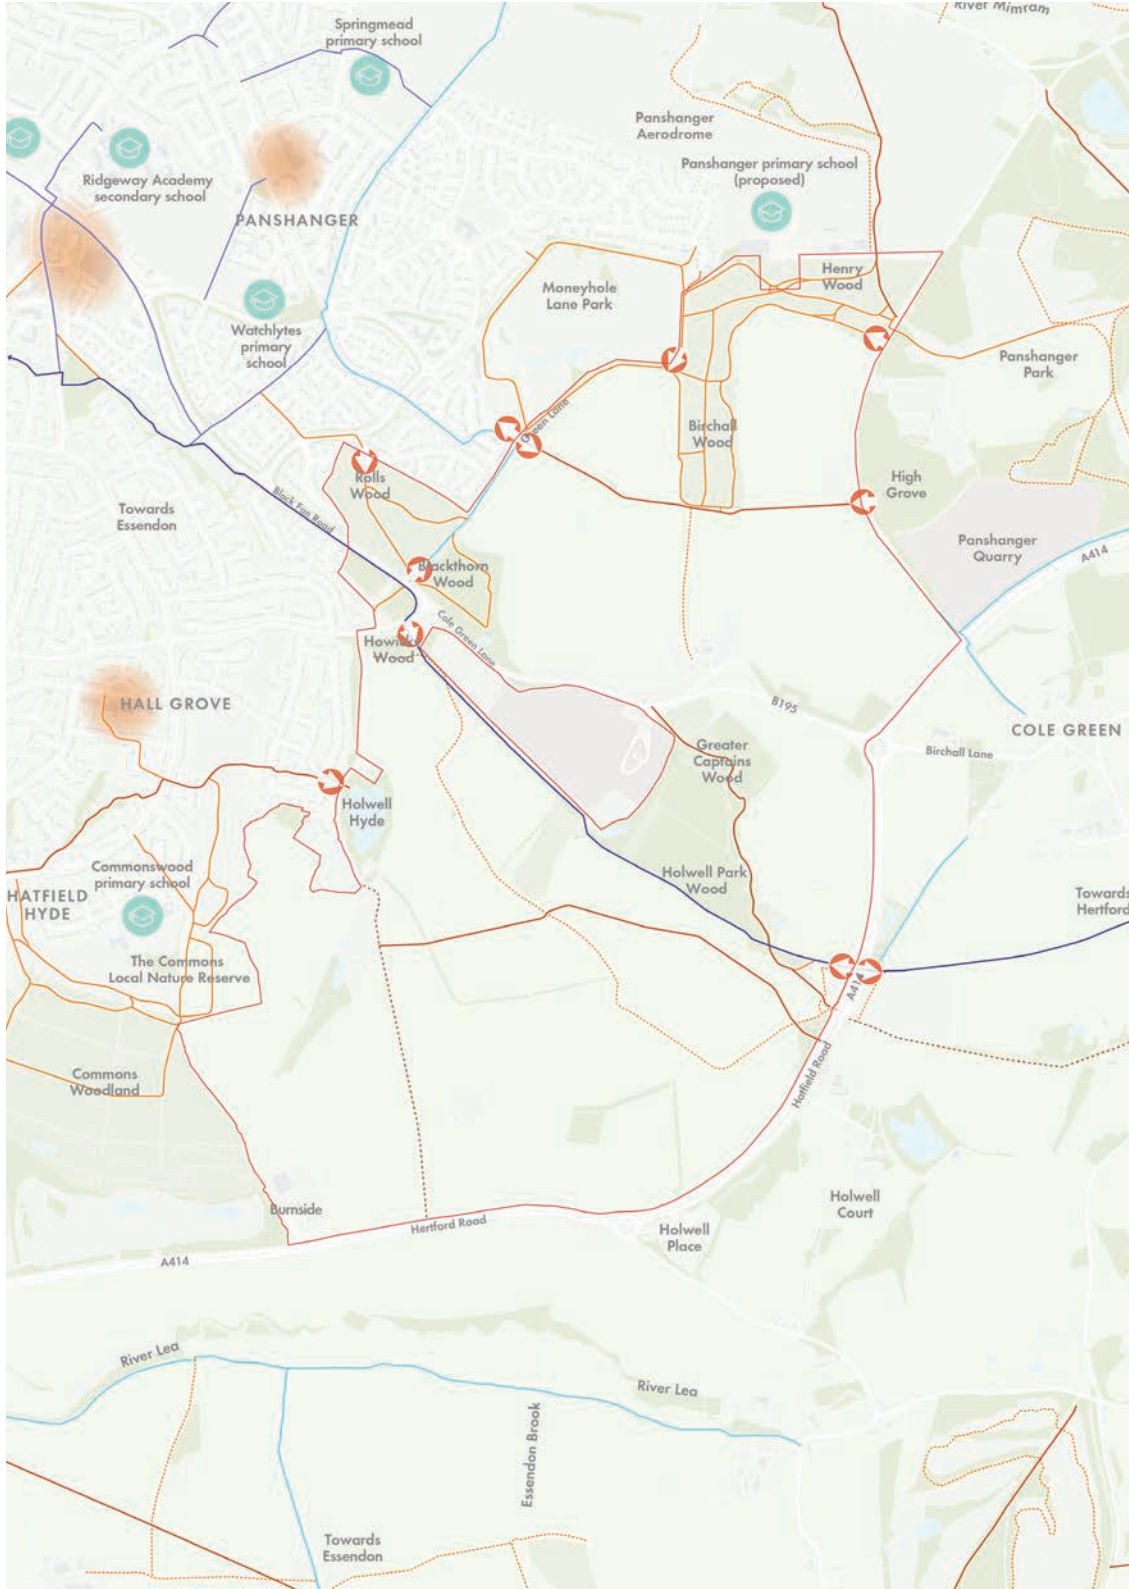 River Mimram
Springmead
primary school
Panshanger
Aerodrome
Panshanger primary school
(proposed)
Ridgeway Academy
secondary school
PANSHANGER
Henry
Wood
Moneyhole
Lane Park
Watchlytes
primary
school
Panshanger
Park
Green Lane
Birchall
Wood
Rolls
Wood
High
Grove
Black Fan Road
Towards
Essendon
Panshanger
Quarry
A414
Blackthorn
Wood
Cole Green Lane
Howicks
Wood
HALL GROVE
B195
COLE GREEN
Birchall Lane
Greater
Captains
Wood
Holwell
Hyde
Commonswood
primary school
HATFIELD
HYDE
Holwell Park
Wood
Towards
Hertford
The Commons
Local Nature Reserve
A414
Hatfield Road
Commons
Woodland
Burnside
Hertford Road
Holwell
Court
Holwell
Place
A414
River Lea
River Lea
Essendon Brook
Towards
Essendon